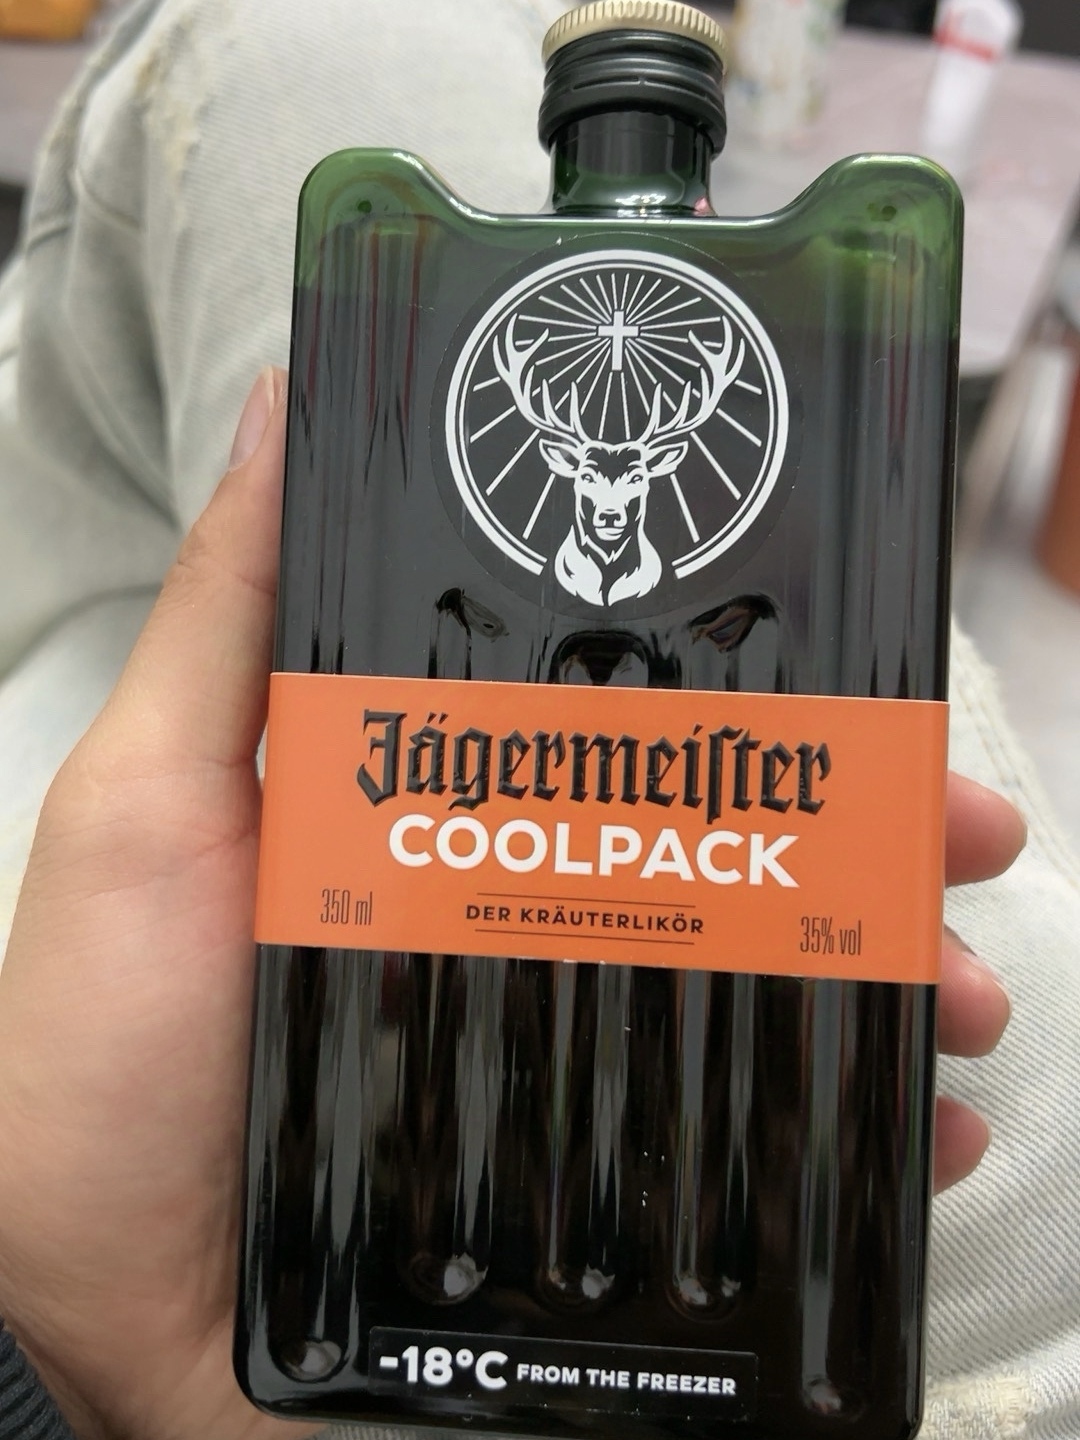 Jägermeiſter
COOLPACK
350 ml
DER KRÄUTERLIKÖR
35% vol
-18°C FROM THE FREEZER